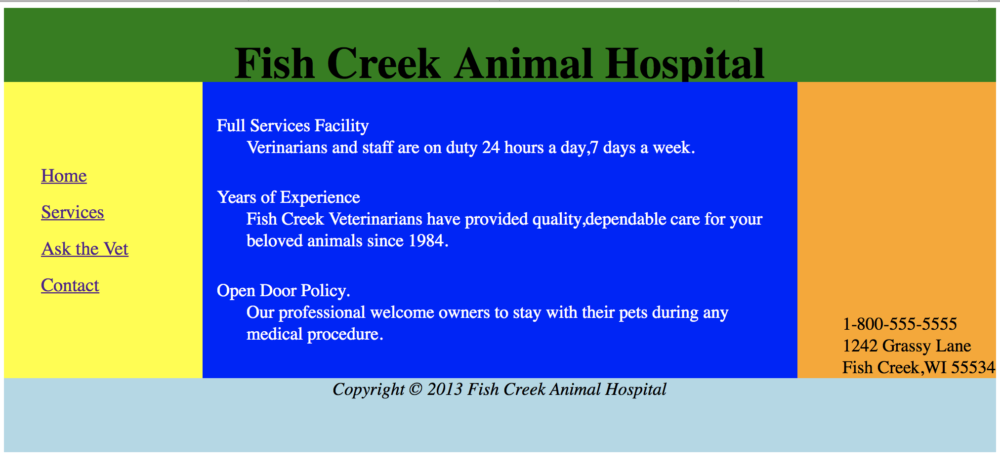 Fish Creek Animal Hospital
Home
Services
Ask the Vet
Contact
Full Services Facility
Verinarians and staff are on duty 24 hours a day,7 days a week.
Years of Experience
Fish Creek Veterinarians have provided quality,dependable care for your
beloved animals since 1984.
Open Door Policy.
Our professional welcome owners to stay with their pets during any
medical procedure.
1-800-555-5555
1242 Grassy Lane
Fish Creek,WI 55534
Copyright © 2013 Fish Creek Animal Hospital